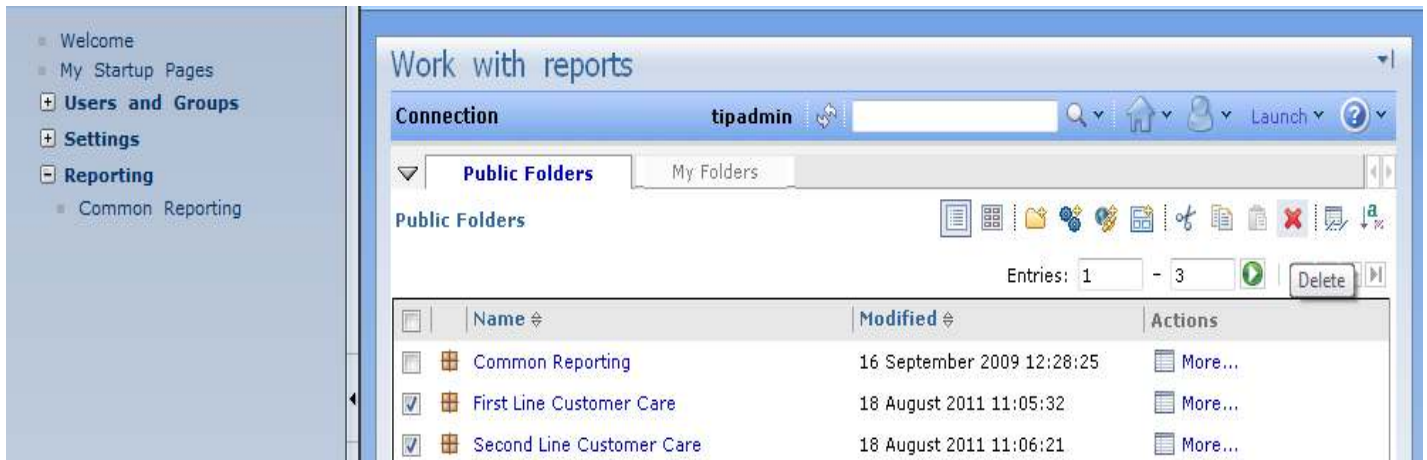 Welcome
My Startup Pages
Users and Groups
Settings
Reporting
Common Reporting
Work with reports
Connection tipadmin Launch
Public Folders My Folders
Public Folders
Entries: 1 - 3
Delete
Name Modified Actions
Common Reporting 16 September 2009 12:28:25 More...
First Line Customer Care 18 August 2011 11:05:32 More...
Second Line Customer Care 18 August 2011 11:06:21 More...